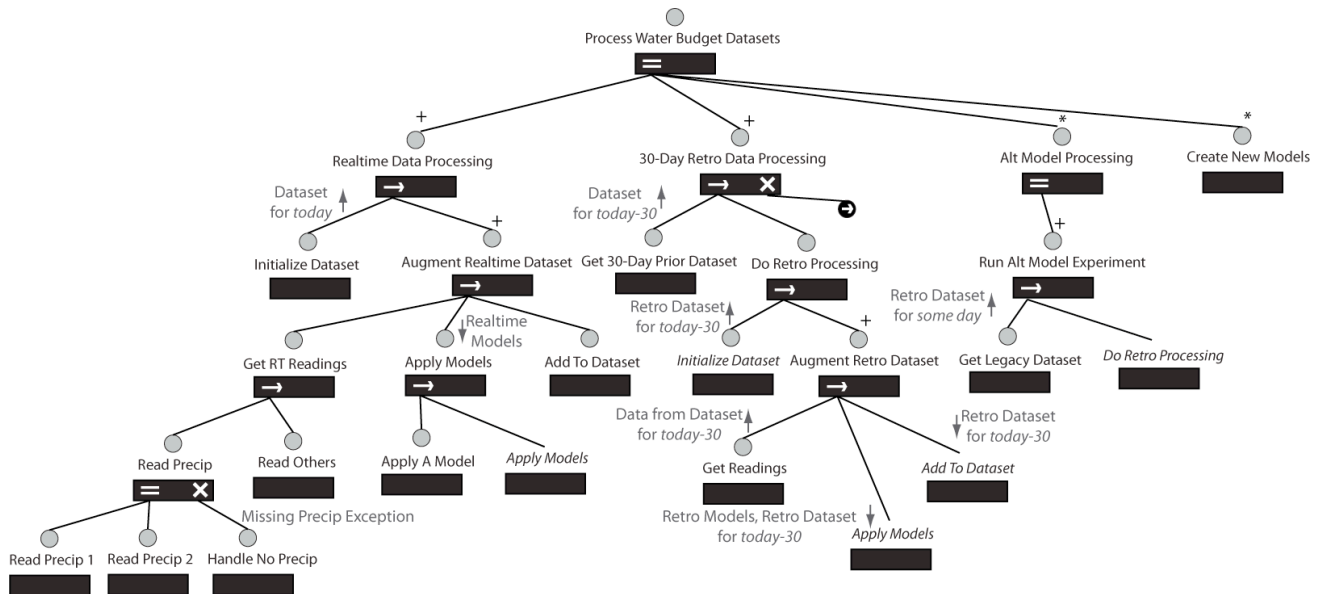 Process Water Budget Datasets
+
+
*
*
Realtime Data Processing
30-Day Retro Data Processing
Alt Model Processing
Create New Models
Dataset
for today
Dataset
for today-30
+
+
Initialize Dataset
Augment Realtime Dataset
Get 30-Day Prior Dataset
Do Retro Processing
Run Alt Model Experiment
Realtime
Models
Retro Dataset
for today-30
+
Retro Dataset
for some day
Get RT Readings
Apply Models
Add To Dataset
Initialize Dataset
Augment Retro Dataset
Get Legacy Dataset
Do Retro Processing
Data from Dataset
for today-30
Retro Dataset
for today-30
Read Precip
Read Others
Apply A Model
Apply Models
Get Readings
Add To Dataset
Missing Precip Exception
Retro Models, Retro Dataset
for today-30
Apply Models
Read Precip 1
Read Precip 2
Handle No Precip